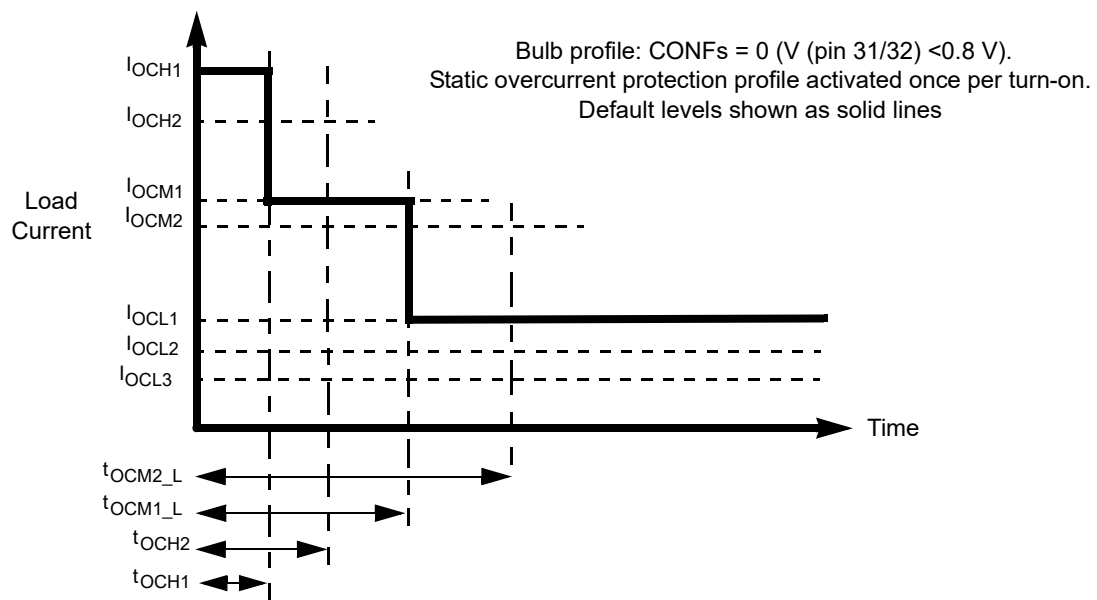 Bulb profile: CONFs = 0 (V (pin 31/32) <0.8 V).
Static overcurrent protection profile activated once per turn-on.
Default levels shown as solid lines
IOCH1
IOCH2
IOCM1
IOCM2
Load
Current
IOCL1
IOCL2
IOCL3
Time
tOCM2_L
tOCM1_L
tOCH2
tOCH1